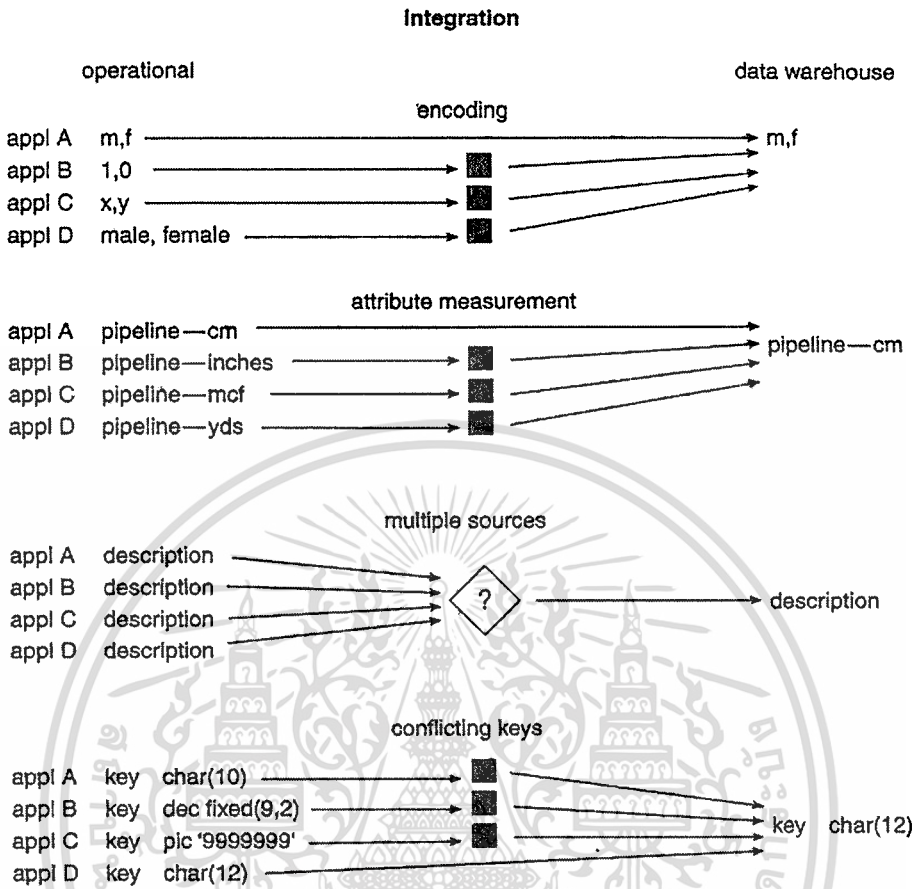 Integration
operational data warehouse
encoding
appl A m,f m,f
appl B 1,0
appl C x,y
appl D male, female
attribute measurement
appl A pipeline—cm
appl B pipeline—inches pipeline—cm
appl C pipeline—mcf
appl D pipeline—yds
multiple sources
appl A description
appl B description ? description
appl C description
appl D description
conflicting keys
appl A key char(10)
appl B key dec fixed(9,2)
appl C key pic '9999999' key char(12)
appl D key char(12)